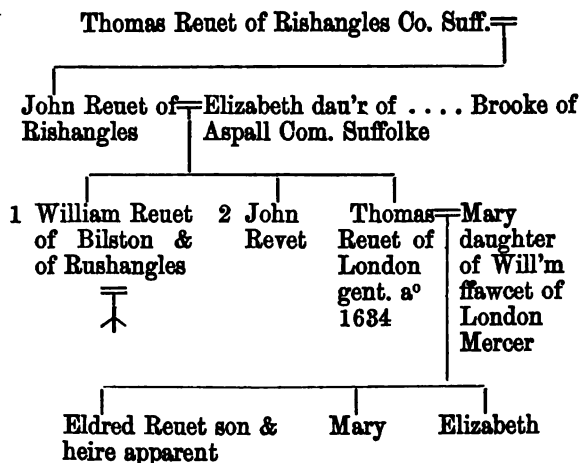 Thomas Reuet of Rishangles Co. Suff.
John Reuet of
Rishangles
Elizabeth dau'r of .... Brooke of
Aspall Com. Suffolke
1 William Reuet
of Bilston &
of Rushangles
2 John
Revet
Thomas
Reuet of
London
gent. aº
1634
Mary
daughter
of Will'm
ffawcet of
London
Mercer
Eldred Reuet son &
heire apparent
Mary
Elizabeth